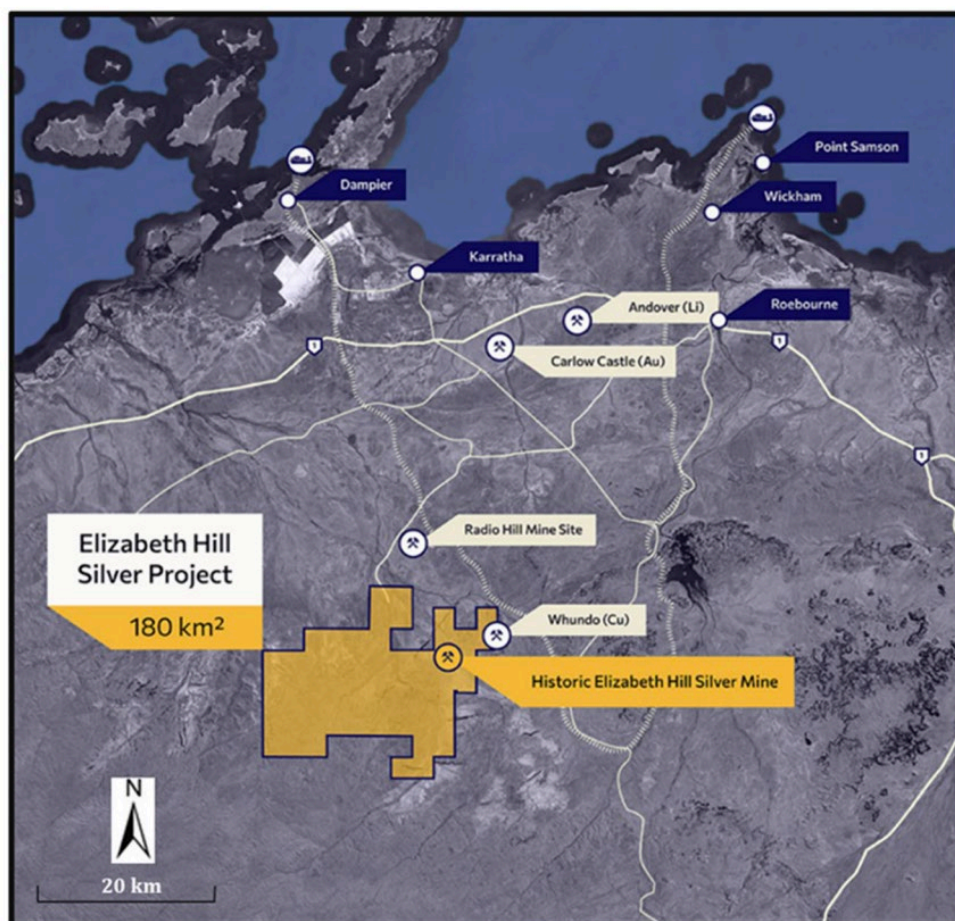 Point Samson
Dampier
Wickham
Karratha
Andover (Li)
Roebourne
1
1
Carlow Castle (Au)
1
Elizabeth Hill
Silver Project
180 km²
Radio Hill Mine Site
Whundo (Cu)
Historic Elizabeth Hill Silver Mine
N
20 km